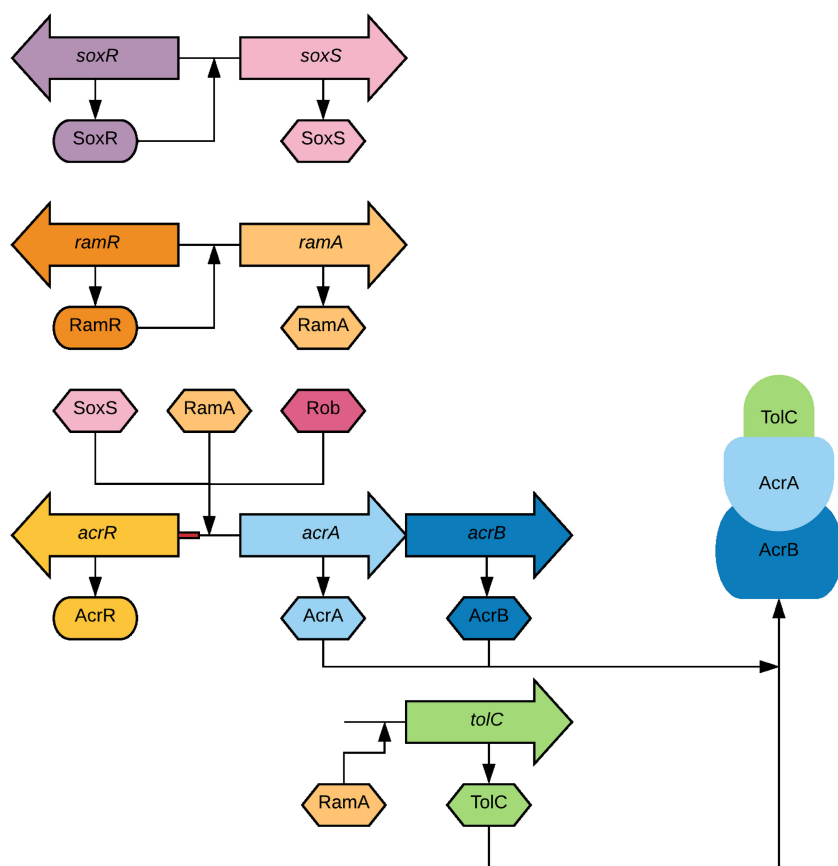 soxR
soxS
SoxR
SoxS
ramR
ramA
RamR
RamA
SoxS
RamA
Rob
TolC
AcrA
AcrB
acrR
acrA
acrB
AcrR
AcrA
AcrB
tolC
RamA
TolC